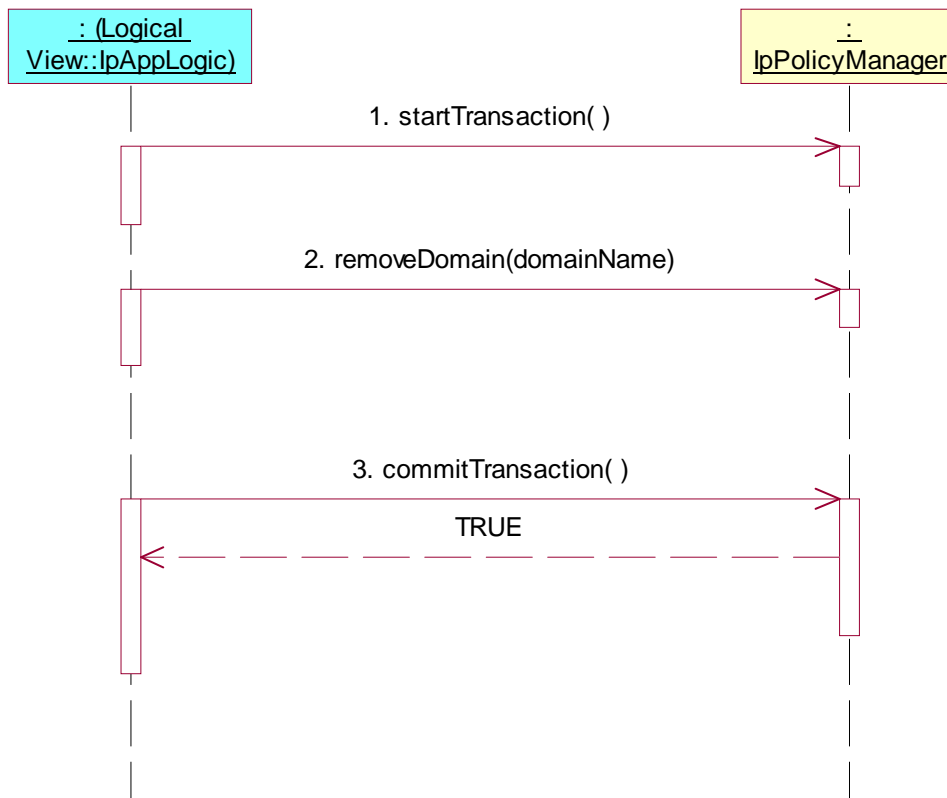 : (Logical
View::IpAppLogic)
:
IpPolicyManager
1. startTransaction( )
2. removeDomain(domainName)
3. commitTransaction( )
TRUE